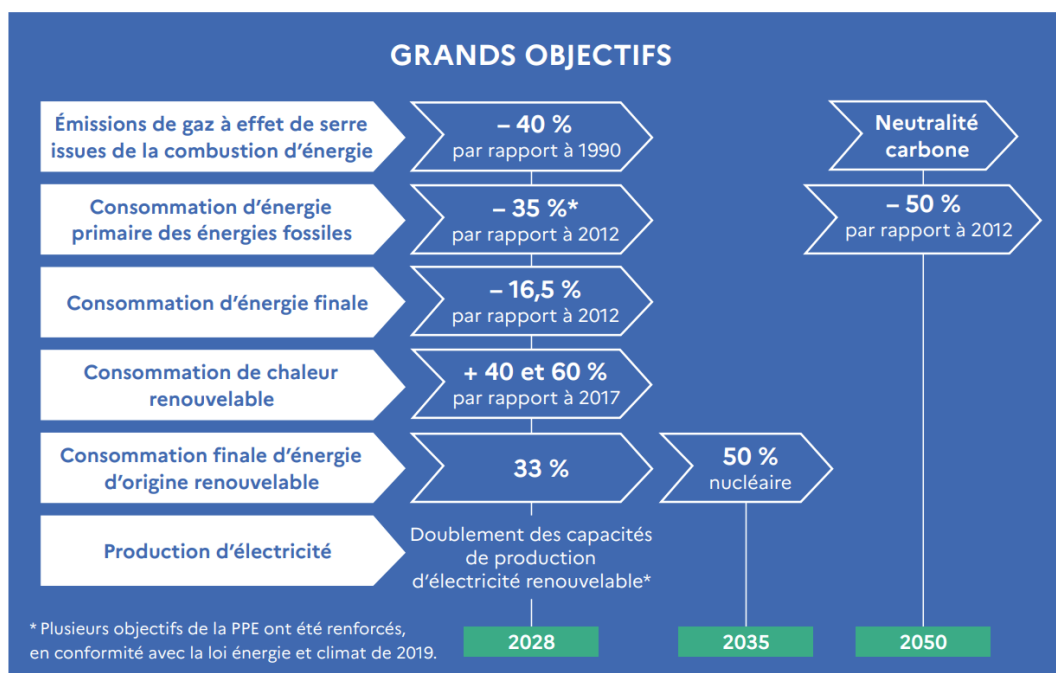 GRANDS OBJECTIFS
Émissions de gaz à effet de serre
issues de la combustion d'énergie
– 40 %
par rapport à 1990
Neutralité
carbone
Consommation d'énergie
primaire des énergies fossiles
– 35 %*
par rapport à 2012
– 50 %
par rapport à 2012
Consommation d'énergie finale
– 16,5 %
par rapport à 2012
Consommation de chaleur
renouvelable
+ 40 et 60 %
par rapport à 2017
Consommation finale d'énergie
d'origine renouvelable
33 %
50 %
nucléaire
Production d'électricité
Doublement des capacités
de production
d'électricité renouvelable*
* Plusieurs objectifs de la PPE ont été renforcés,
en conformité avec la loi énergie et climat de 2019.
2028
2035
2050